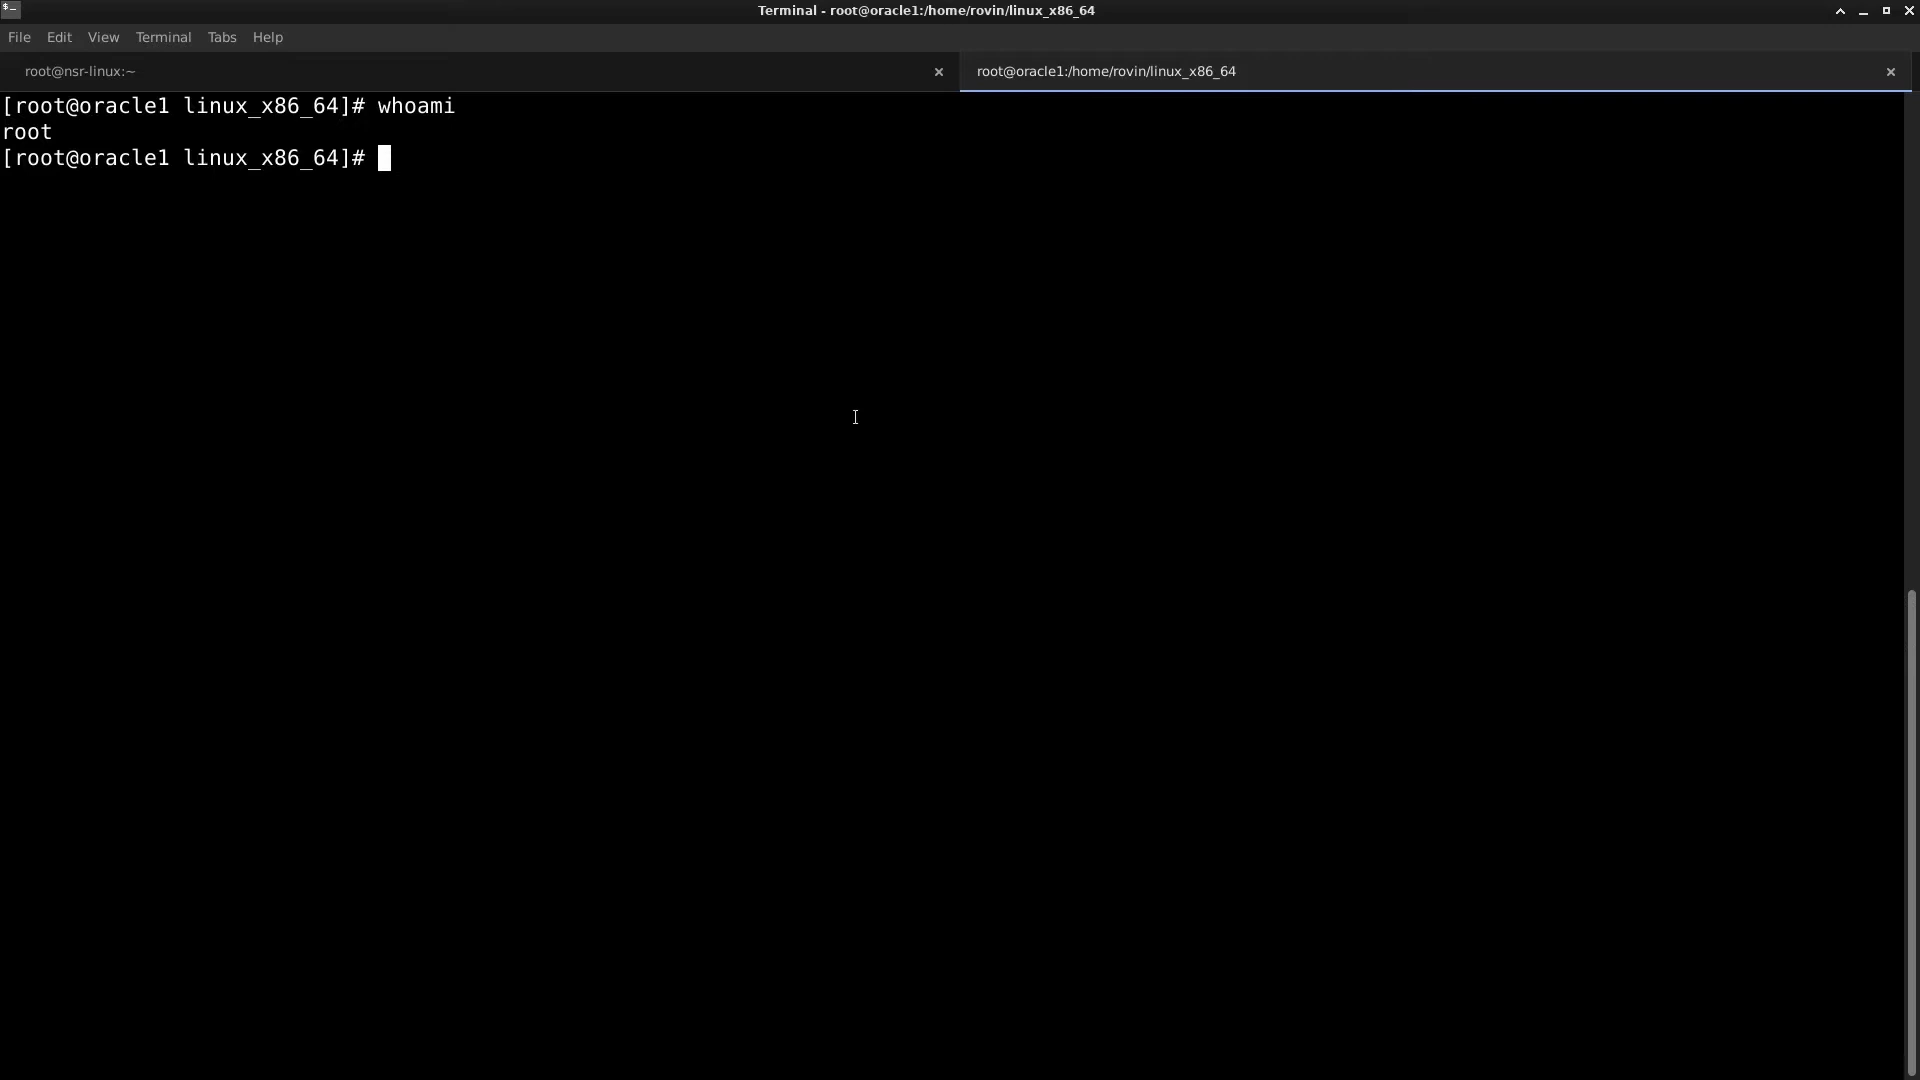 Terminal - root@oracle1:/home/rovin/linux_x86_64
File Edit View Terminal Tabs Help
root@nsr-linux:~
root@oracle1:/home/rovin/linux_x86_64
[root@oracle1 linux_x86_64]# whoami
root
[root@oracle1 linux_x86_64]#